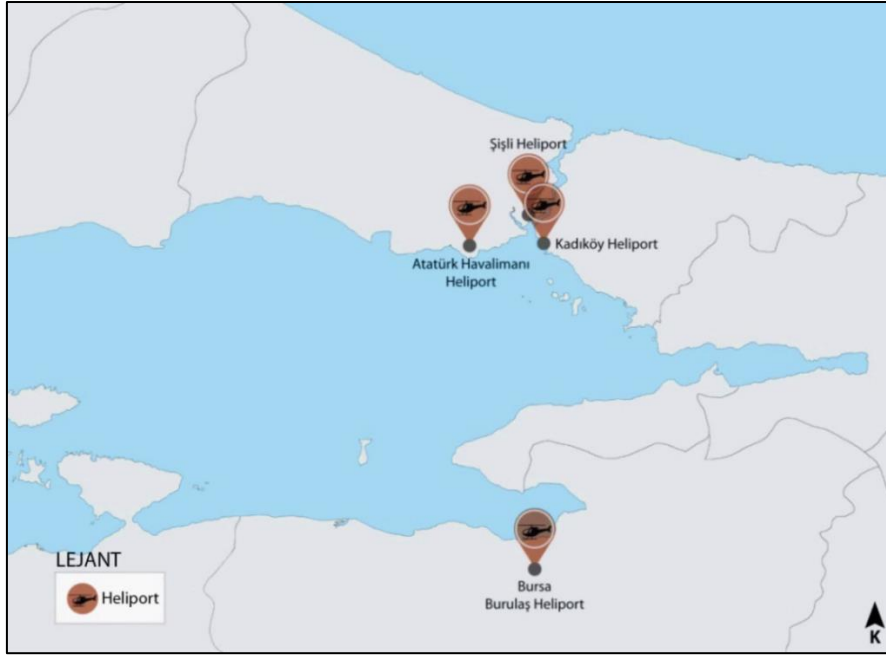 Şişli Heliport
Kadıköy Heliport
Atatürk Havalimanı
Heliport
Bursa
Burulaş Heliport
LEJANT
Heliport
K